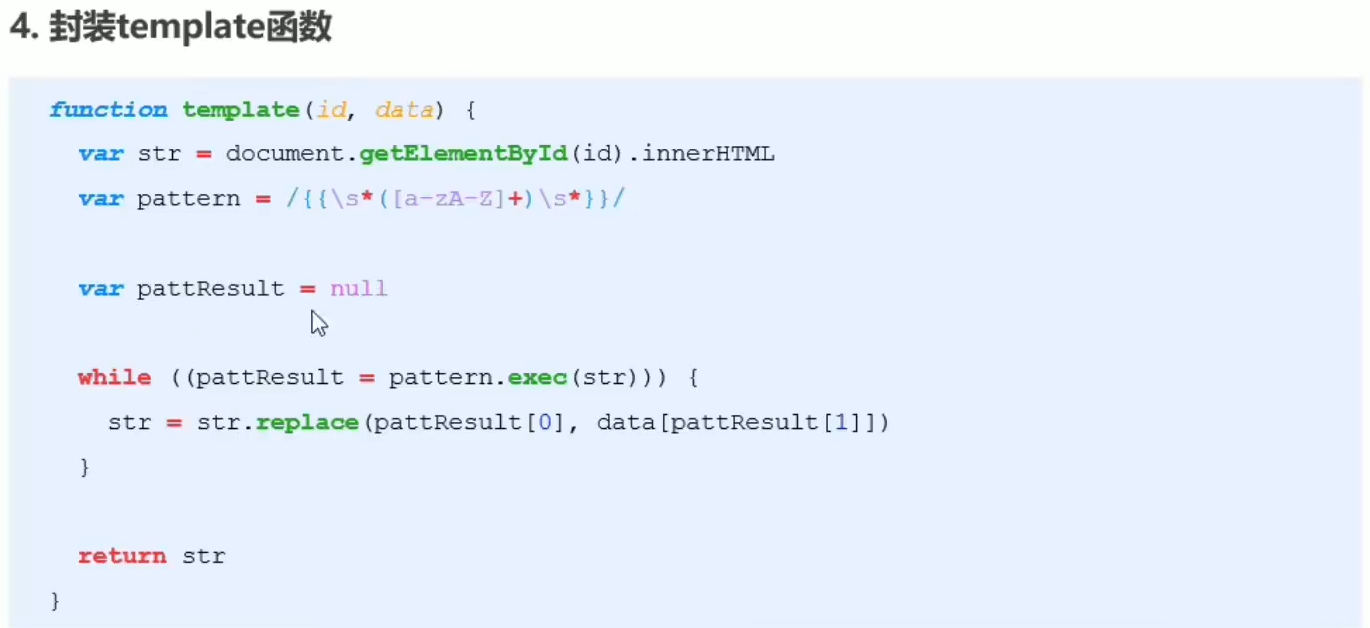 4. 封装template函数
function template(id, data) {
var str = document.getElementById(id).innerHTML
var pattern = /{{\s*([a-zA-Z]+)\s*}}/
var pattResult = null
while ((pattResult = pattern.exec(str))) {
str = str.replace(pattResult[0], data[pattResult[1]])
}
return str
}